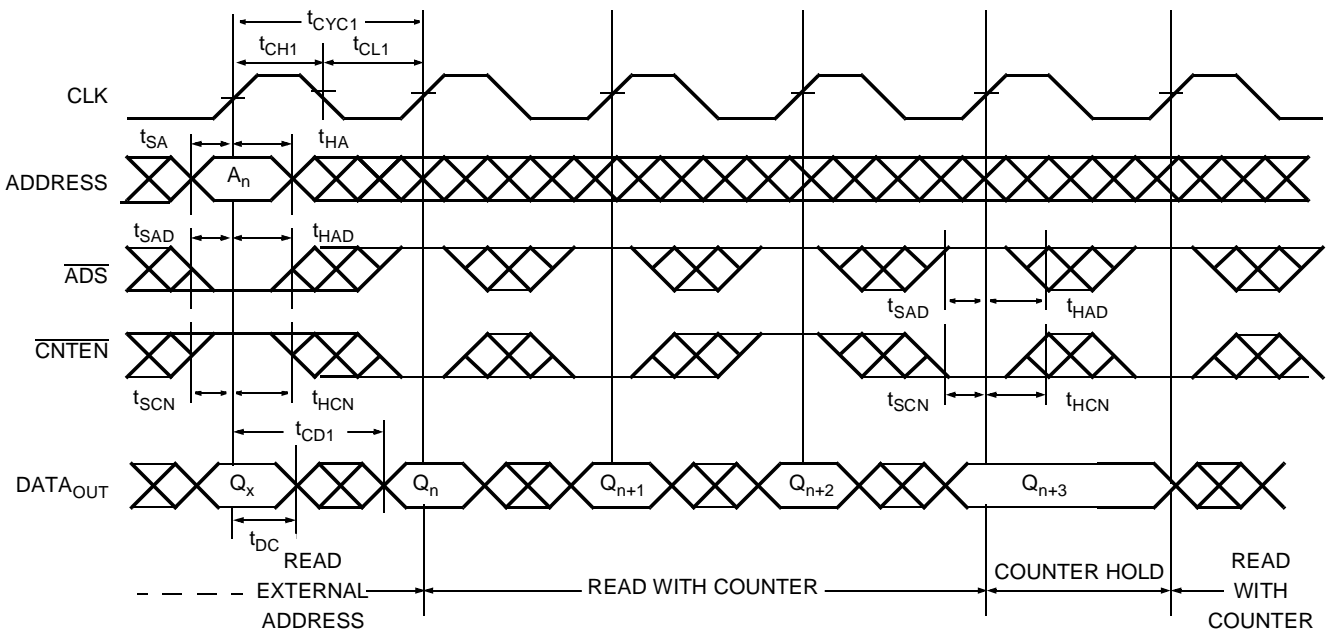 tCYC1
tCH1 tCL1
CLK
tSA tHA
ADDRESS An
tSAD tHAD
ADS
tSAD tHAD
CNTEN
tSCN tHCN tSCN tHCN
tCD1
DATAOUT Qx Qn Qn+1 Qn+2 Qn+3
tDC
READ EXTERNAL ADDRESS
READ WITH COUNTER
COUNTER HOLD
READ WITH COUNTER